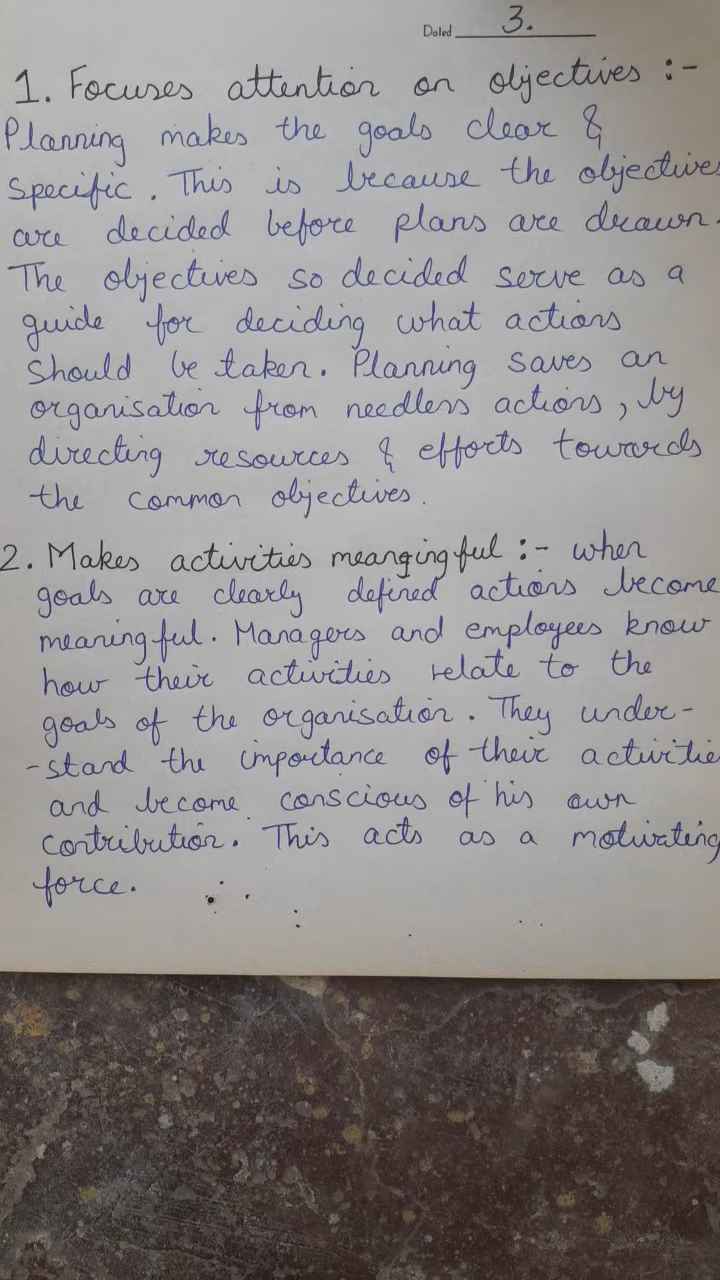 Dated 3.
1. Focuses attention on objectives :-
Planning makes the goals clear &
Specific. This is because the objectives
are decided before plans are drawn.
The objectives so decided serve as a
guide for deciding what actions
should be taken. Planning saves an
organisation from needless actions, by
directing resources & efforts towards
the common objectives.
2. Makes activities meangingful :- when
goals are clearly defined actions become
meaningful. Managers and employees know
how their activities relate to the
goals of the organisation. They under-
-stand the importance of their activitie
and become conscious of his own
contribution. This acts as a motivating
force.